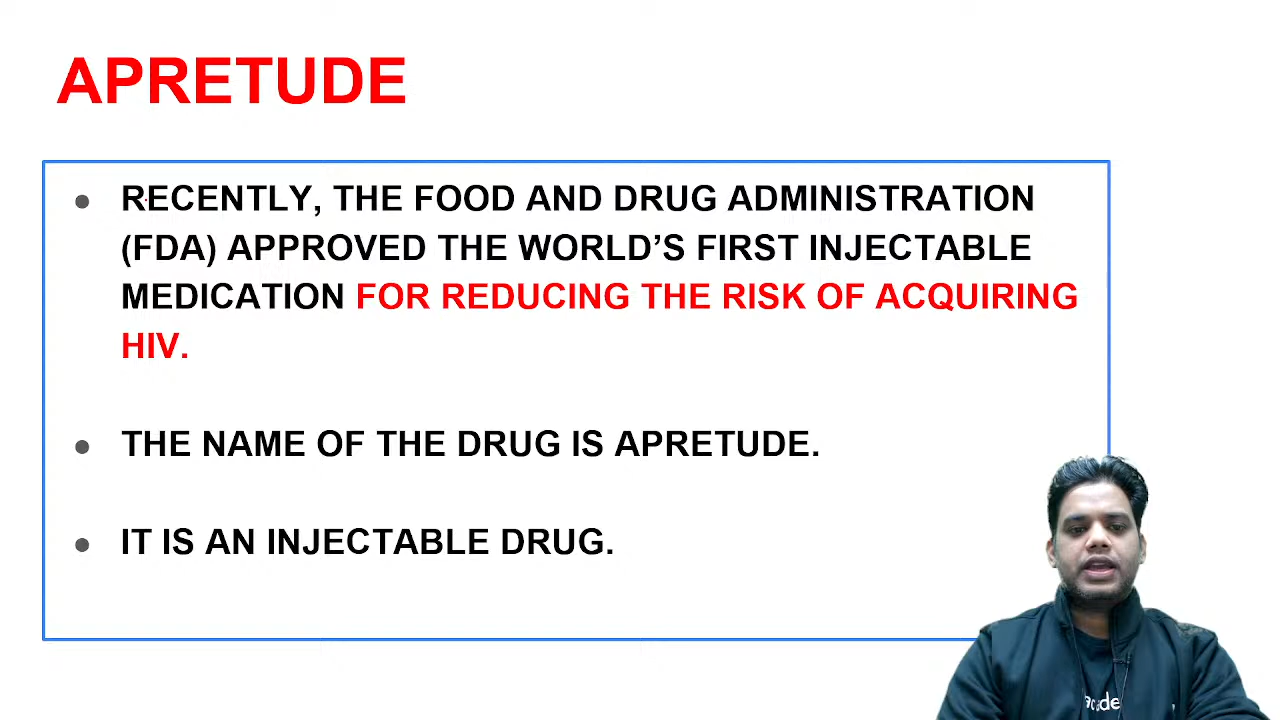 APRETUDE
● RECENTLY, THE FOOD AND DRUG ADMINISTRATION
(FDA) APPROVED THE WORLD’S FIRST INJECTABLE
MEDICATION FOR REDUCING THE RISK OF ACQUIRING
HIV.
● THE NAME OF THE DRUG IS APRETUDE.
● IT IS AN INJECTABLE DRUG.